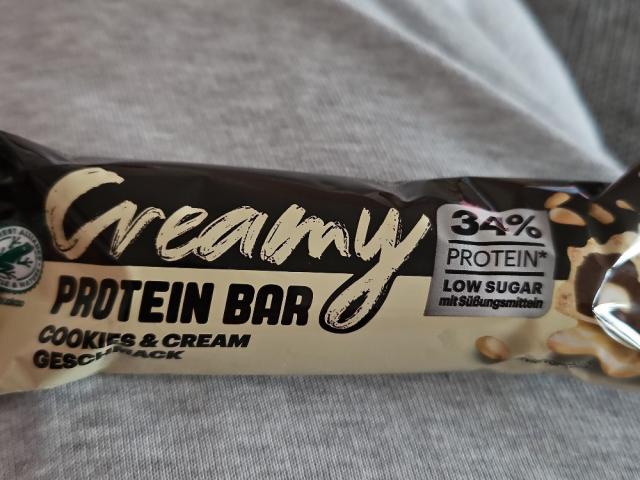 Creamy
PROTEIN BAR
COOKIES & CREAM
GESCHMACK
34%
PROTEIN*
LOW SUGAR
mit Süßungsmitteln